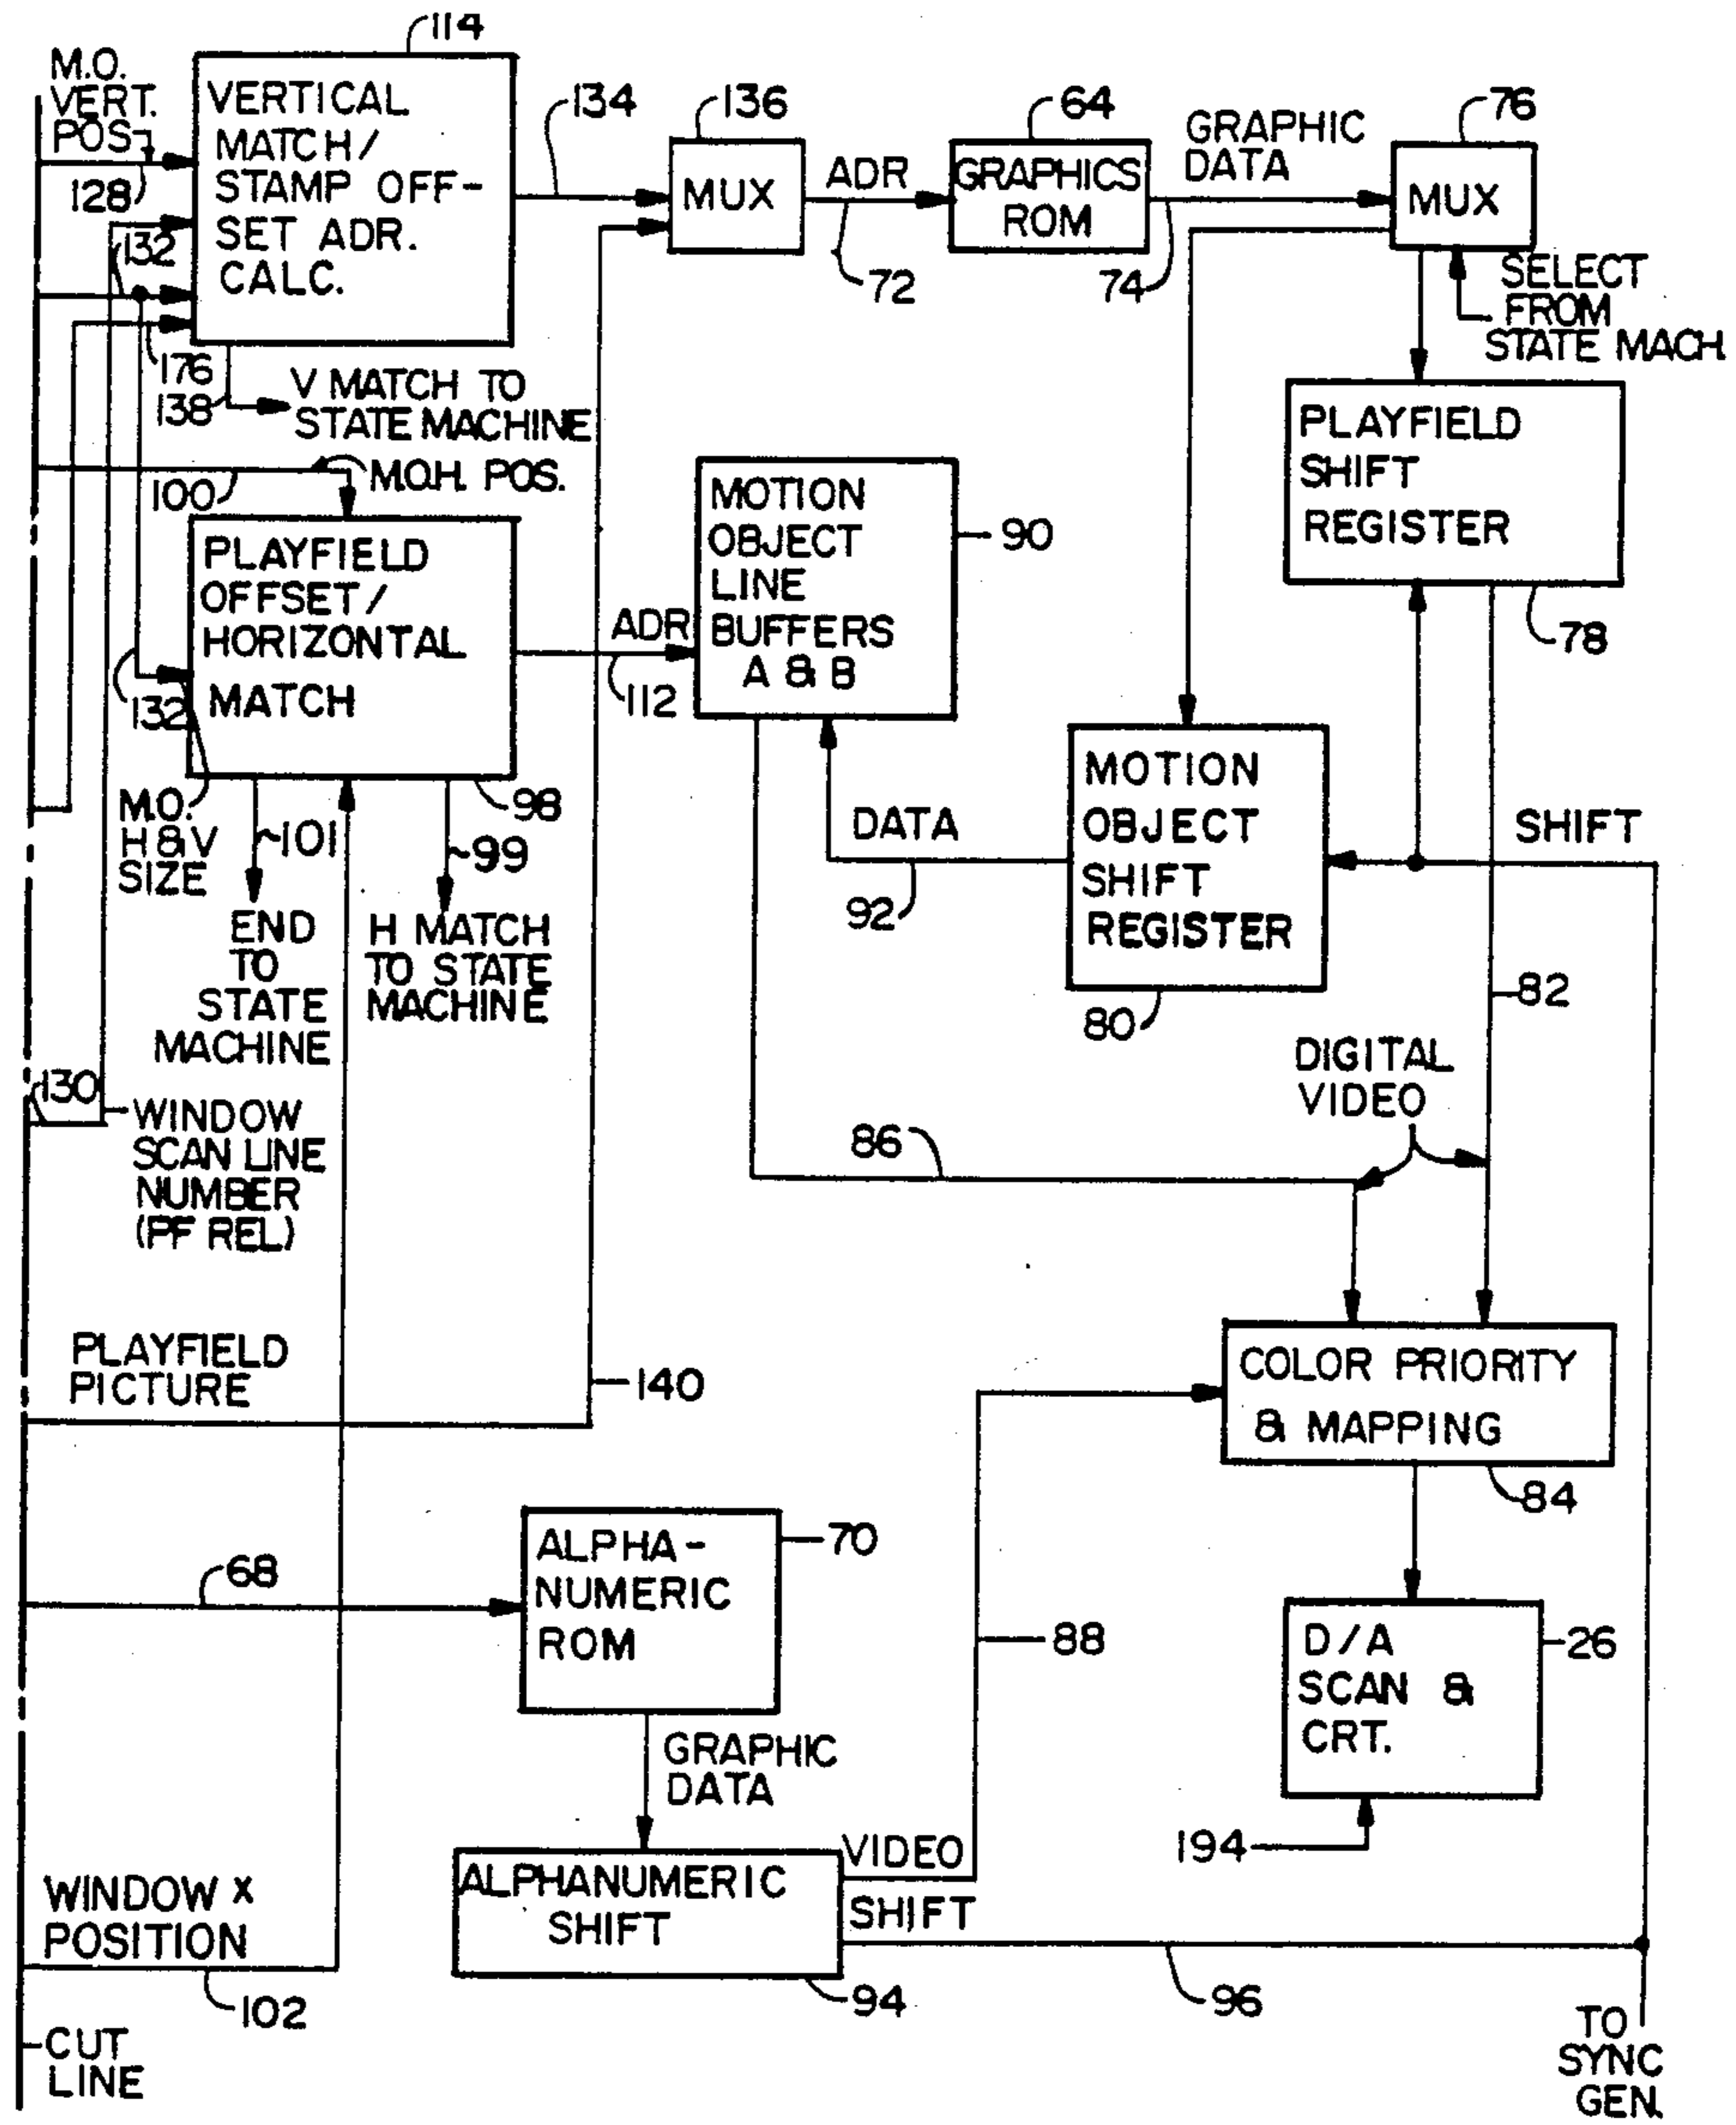 114
M.O.
VERT.
POS
128
132
176
138
VERTICAL
MATCH/
STAMP OFF-
SET ADR.
CALC.
134
136
MUX
ADR
72
64
GRAPHICS
ROM
GRAPHIC
DATA
74
76
MUX
SELECT
FROM
STATE MACH.
V MATCH TO
STATE MACHINE
100
M.O.H. POS.
PLAYFIELD
OFFSET/
HORIZONTAL
MATCH
132
98
M.O.
H & V
SIZE
101
99
END
TO
STATE
MACHINE
H MATCH
TO STATE
MACHINE
ADR
112
MOTION
OBJECT
LINE
BUFFERS
A & B
90
PLAYFIELD
SHIFT
REGISTER
78
MOTION
OBJECT
SHIFT
REGISTER
80
DATA
92
SHIFT
82
DIGITAL
VIDEO
86
130
WINDOW
SCAN LINE
NUMBER
(PF REL)
PLAYFIELD
PICTURE
140
COLOR PRIORITY
& MAPPING
84
68
ALPHA-
NUMERIC
ROM
70
88
D/A
SCAN &
CRT.
26
194
GRAPHIC
DATA
ALPHANUMERIC
SHIFT
94
VIDEO
SHIFT
96
WINDOW X
POSITION
102
CUT
LINE
TO
SYNC
GEN.